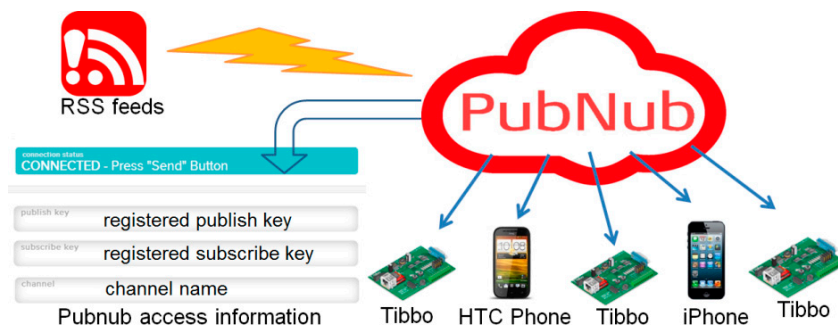 RSS feeds
PubNub
connection status
CONNECTED - Press "Send" Button
publish key
registered publish key
subscribe key
registered subscribe key
channel
channel name
Pubnub access information
Tibbo
HTC Phone
Tibbo
iPhone
Tibbo